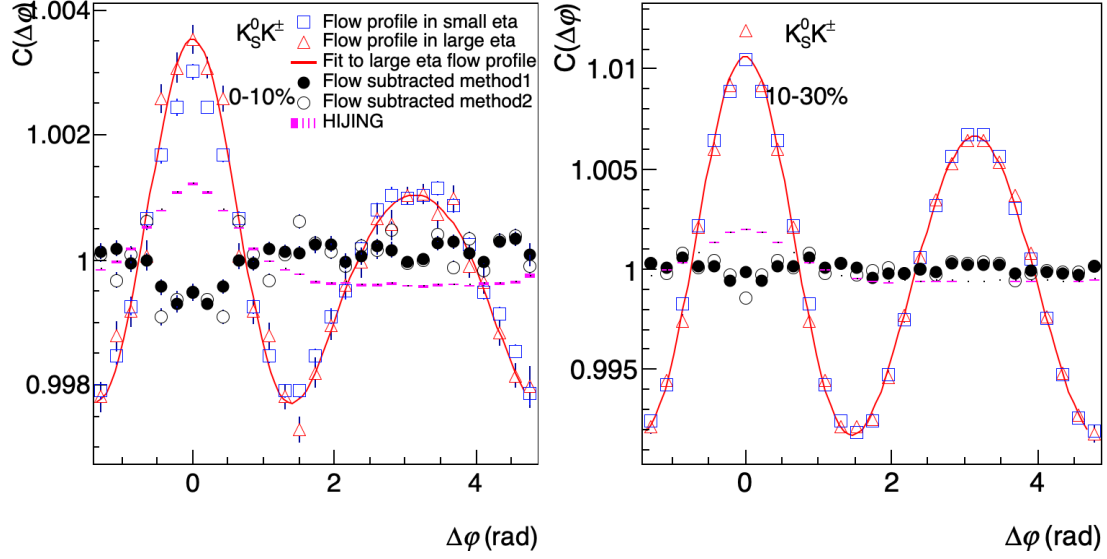 C(Δφ)
1.004
1.002
1
0.998
K⁰SK±
0-10%
Flow profile in small eta
Flow profile in large eta
Fit to large eta flow profile
Flow subtracted method1
Flow subtracted method2
HIJING
0 2 4
Δφ (rad)
C(Δφ)
1.01
1.005
1
0.995
K⁰SK±
10-30%
0 2 4
Δφ (rad)